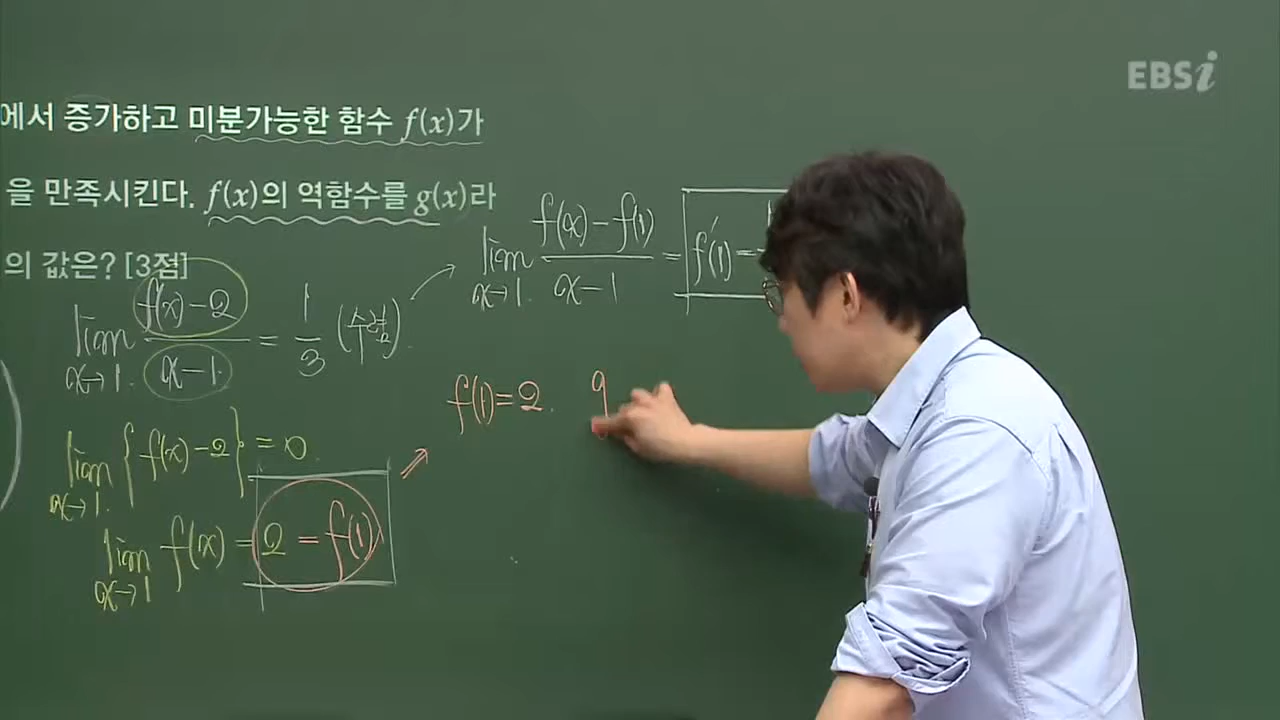 EBSi
에서 증가하고 미분가능한 함수 f(x)가
을 만족시킨다. f(x)의 역함수를 g(x)라
의 값은? [3점]
lim x→1 (f(x)-2)/(x-1) = 1/3 (수렴)
lim x→1 {f(x)-2} = 0
lim x→1 f(x) = 2 = f(1)
lim x→1 (f(x)-f(1))/(x-1) = f'(1) =
f(1)=2. g